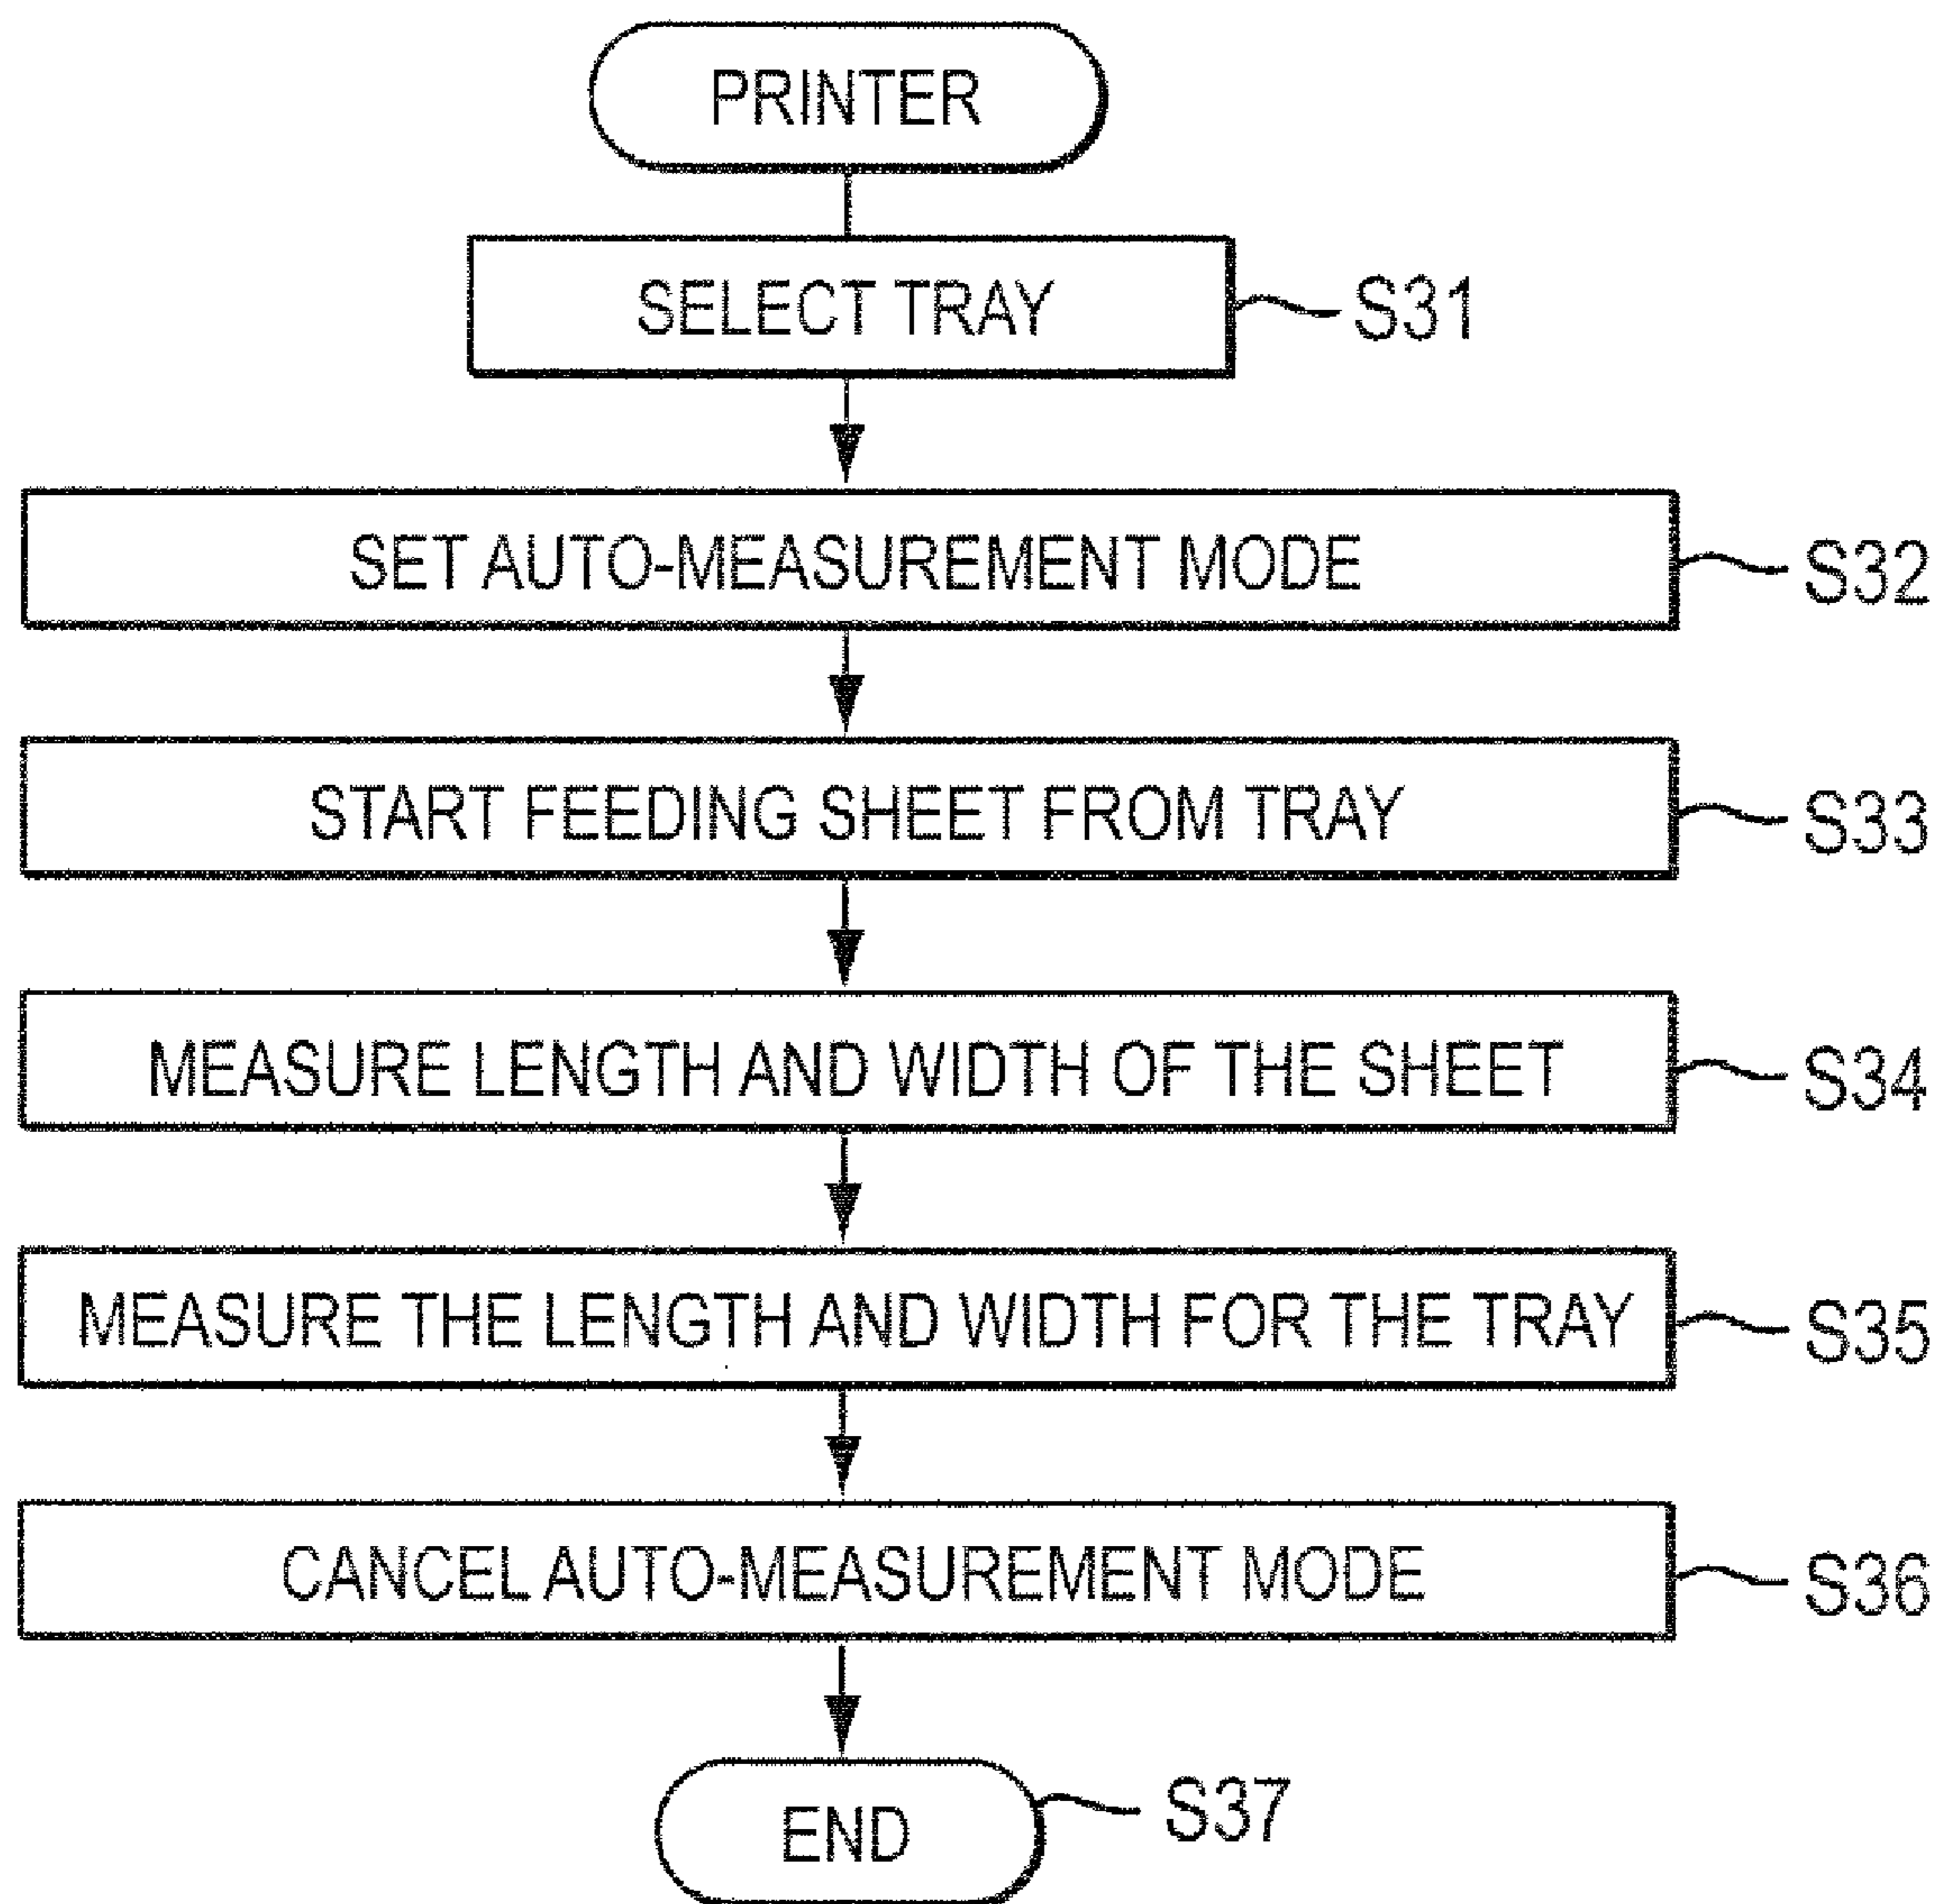 PRINTER
SELECT TRAY
S31
SET AUTO-MEASUREMENT MODE
S32
START FEEDING SHEET FROM TRAY
S33
MEASURE LENGTH AND WIDTH OF THE SHEET
S34
MEASURE THE LENGTH AND WIDTH FOR THE TRAY
S35
CANCEL AUTO-MEASUREMENT MODE
S36
END
S37